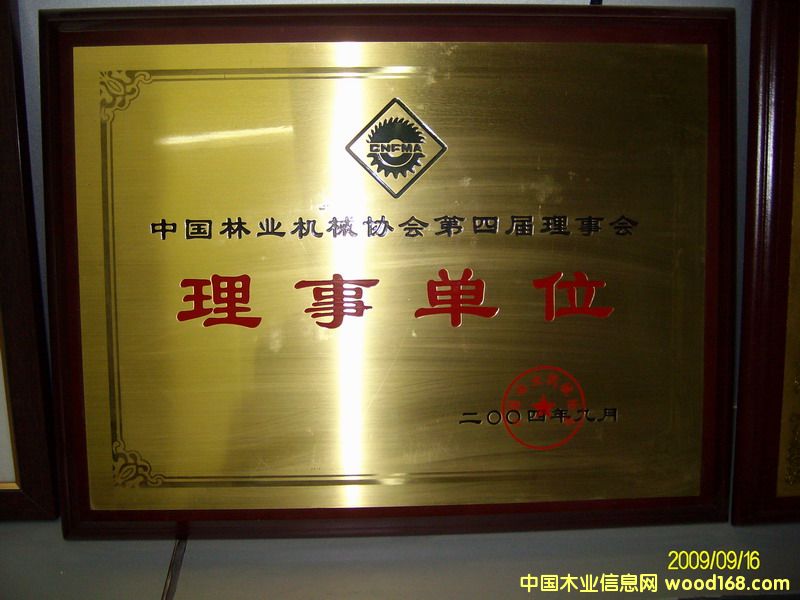 CNFMA
中国林业机械协会第四届理事会
理事单位
二〇〇四年九月
2009/09/16
中国木业信息网 wood168.com